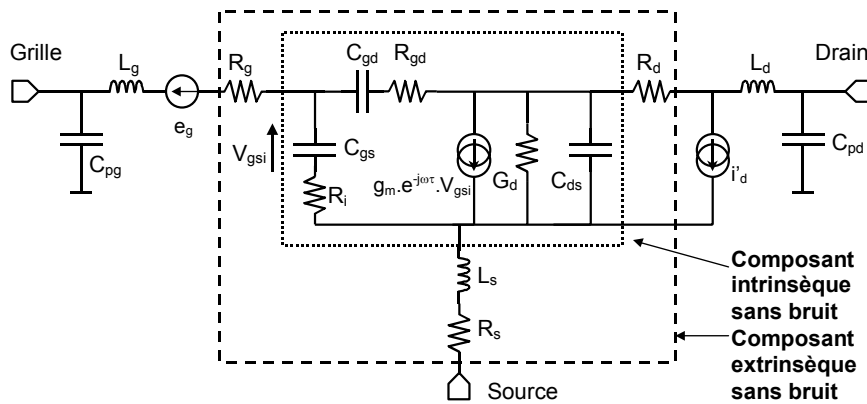 Grille
L_g
e_g
C_pg
R_g
V_gsi
C_gd
R_gd
C_gs
R_i
g_m.e^-jωτ.V_gsi
G_d
C_ds
R_d
L_d
Drain
i'_d
C_pd
L_s
R_s
Source
Composant
intrinsèque
sans bruit
Composant
extrinsèque
sans bruit